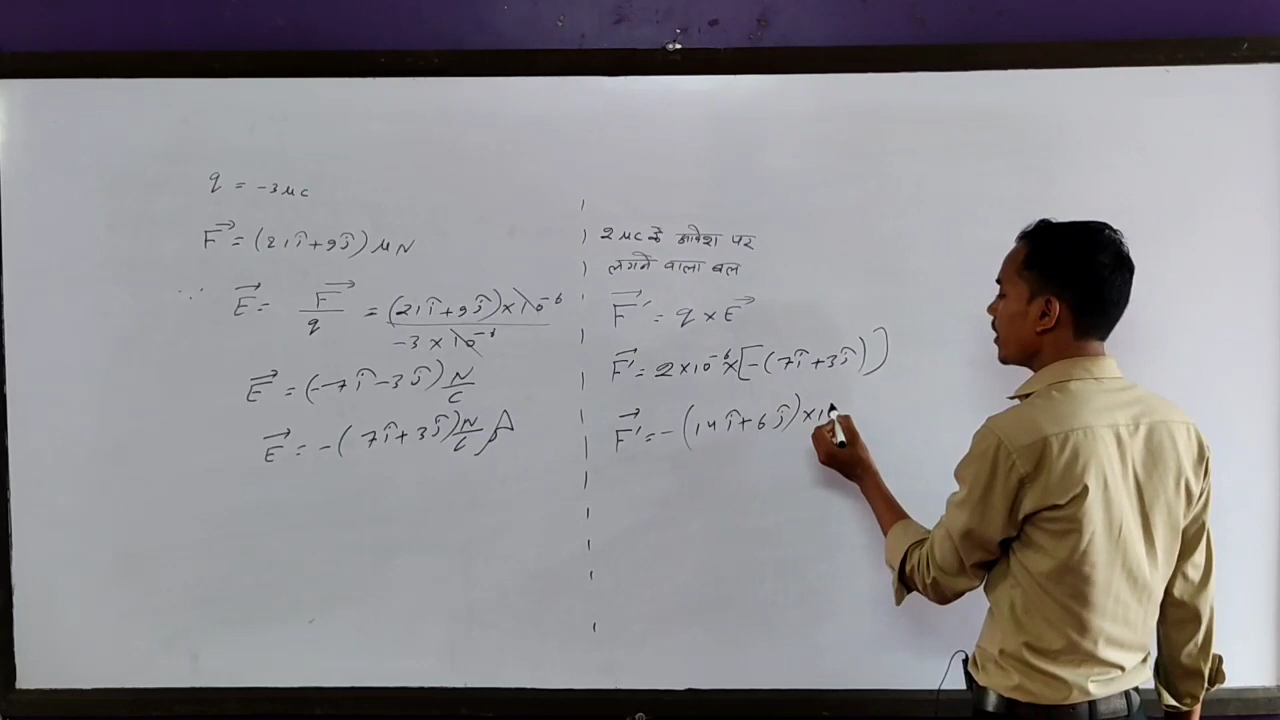 q = -3 μC
F⃗ = (21î+9ĵ) μN
∵ E⃗ = F⃗/q = (21î+9ĵ)×10⁻⁶/-3×10⁻⁶
E⃗ = (-7î-3ĵ) N/C
E⃗ = -(7î+3ĵ) N/C
2 μC के आवेश पर
लगने वाला बल
F⃗' = q × E⃗
F⃗' = 2×10⁻⁶×[-(7î+3ĵ)]
F⃗' = -(14î+6ĵ)×10